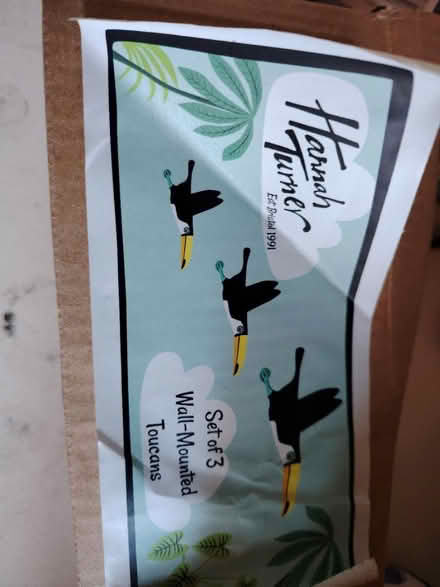 Hannah
Turner
Est Bristol 1991
Set of 3
Wall-Mounted
Toucans